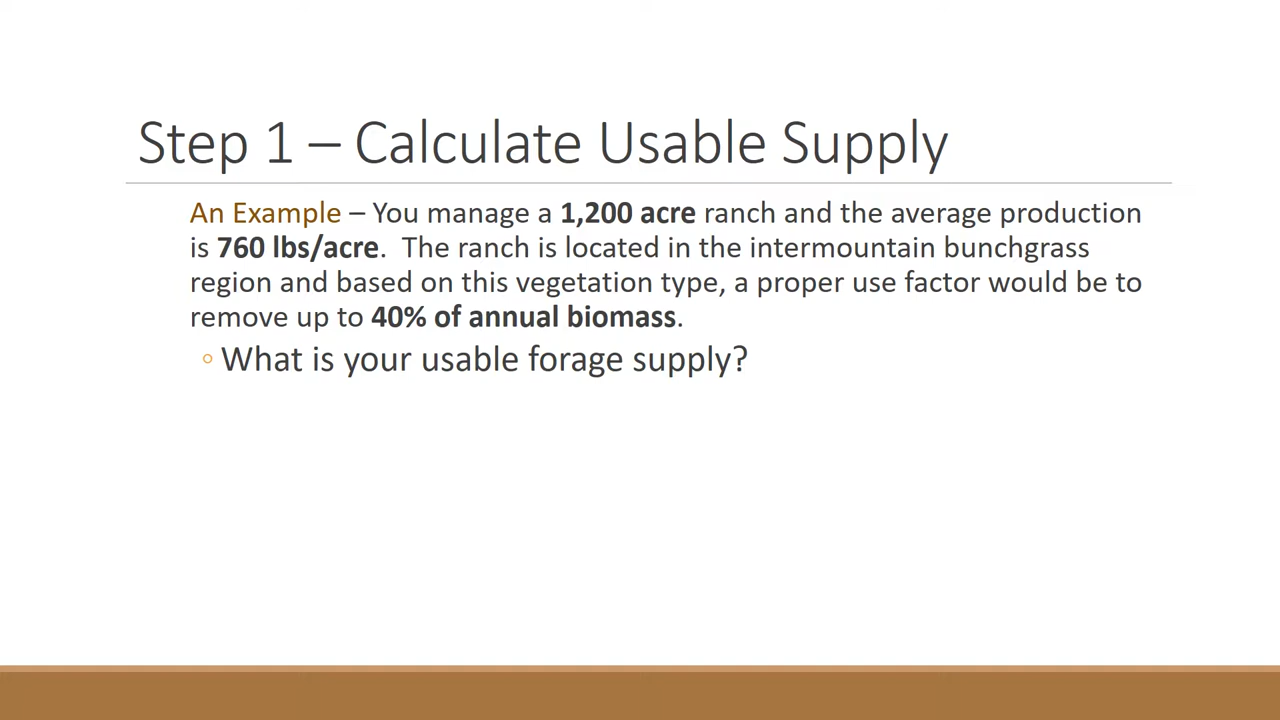 Step 1 – Calculate Usable Supply
An Example – You manage a 1,200 acre ranch and the average production
is 760 lbs/acre.  The ranch is located in the intermountain bunchgrass
region and based on this vegetation type, a proper use factor would be to
remove up to 40% of annual biomass.
◦ What is your usable forage supply?